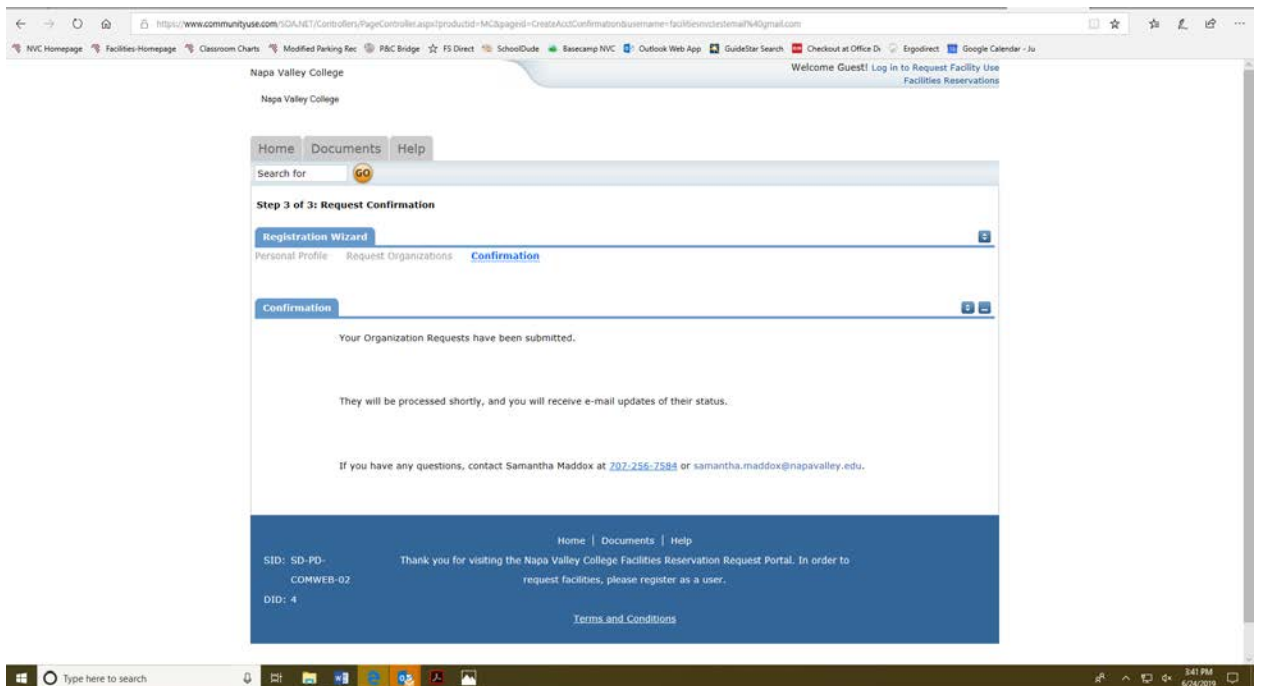 https://www.communityuse.com/SDA.NET/Controllers/PageController.aspx?productid=MC&pageid=CreateAcctConfirmation&username=facilitiesnvctestemail%40gmail.com
NVC Homepage Facilities-Homepage Classroom Charts Modified Parking Rec P&C Bridge FS Direct SchoolDude Basecamp NVC Outlook Web App GuideStar Search Checkout at Office De Ergodirect Google Calendar - Ju
Napa Valley College
Welcome Guest! Log in to Request Facility Use
Facilities Reservations
Napa Valley College
Home Documents Help
Search for GO
Step 3 of 3: Request Confirmation
Registration Wizard
Personal Profile Request Organizations Confirmation
Confirmation
Your Organization Requests have been submitted.
They will be processed shortly, and you will receive e-mail updates of their status.
If you have any questions, contact Samantha Maddox at 707-256-7584 or samantha.maddox@napavalley.edu.
Home | Documents | Help
SID: SD-PD-COMWEB-02
DID: 4
Thank you for visiting the Napa Valley College Facilities Reservation Request Portal. In order to
request facilities, please register as a user.
Terms and Conditions
Type here to search
3:41 PM
6/24/2019